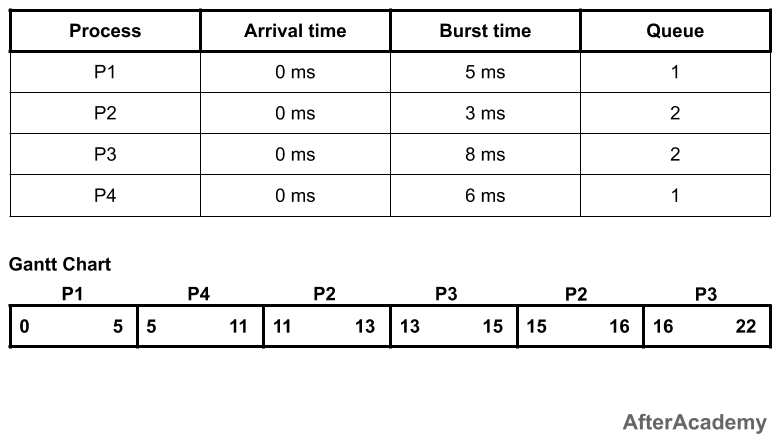 Process Arrival time Burst time Queue
P1 0 ms 5 ms 1
P2 0 ms 3 ms 2
P3 0 ms 8 ms 2
P4 0 ms 6 ms 1
Gantt Chart
P1 P4 P2 P3 P2 P3
0 5 5 11 11 13 13 15 15 16 16 22
AfterAcademy